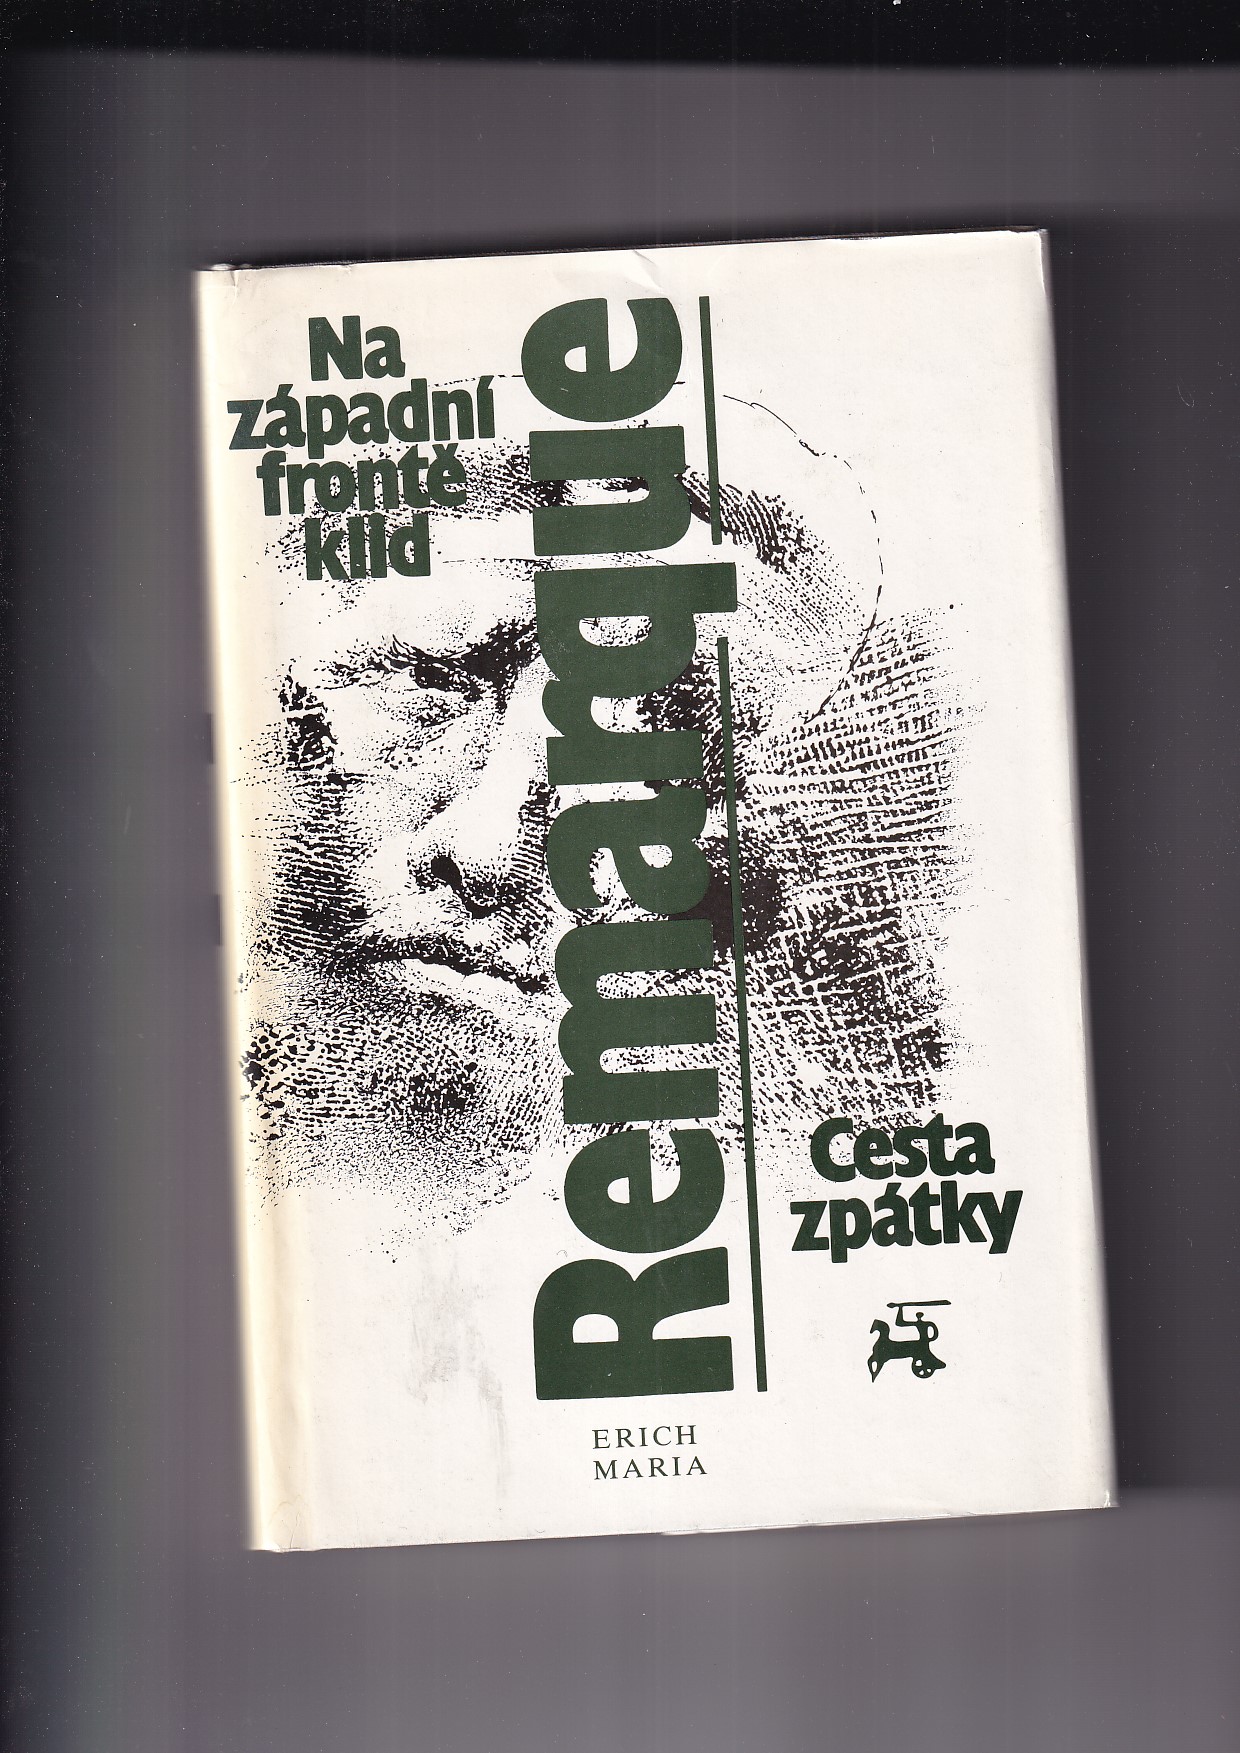 Na
západní
frontě
klid
Remarque
Cesta
zpátky
ERICH
MARIA